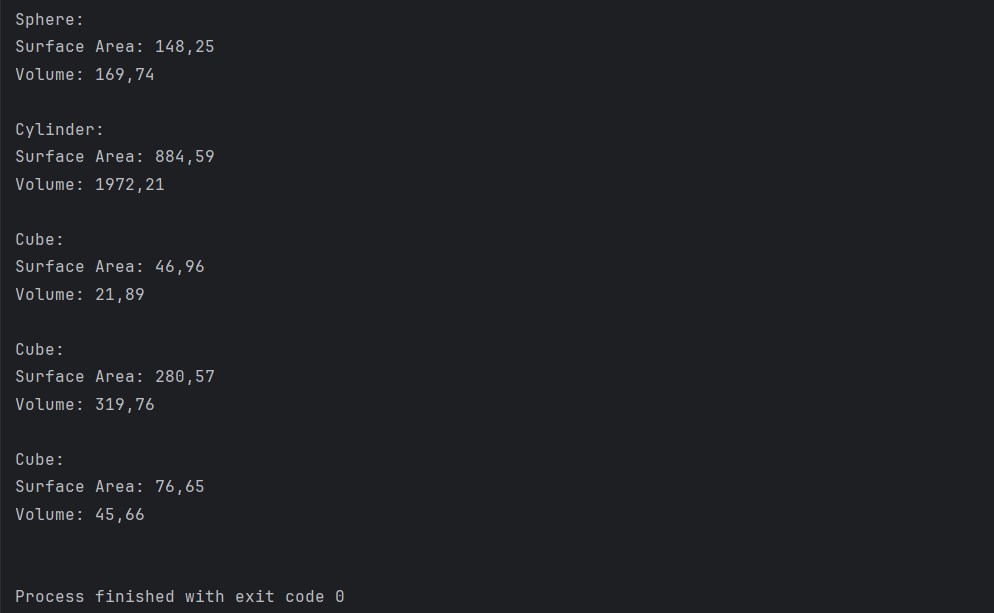 Sphere:
Surface Area: 148,25
Volume: 169,74
Cylinder:
Surface Area: 884,59
Volume: 1972,21
Cube:
Surface Area: 46,96
Volume: 21,89
Cube:
Surface Area: 280,57
Volume: 319,76
Cube:
Surface Area: 76,65
Volume: 45,66
Process finished with exit code 0